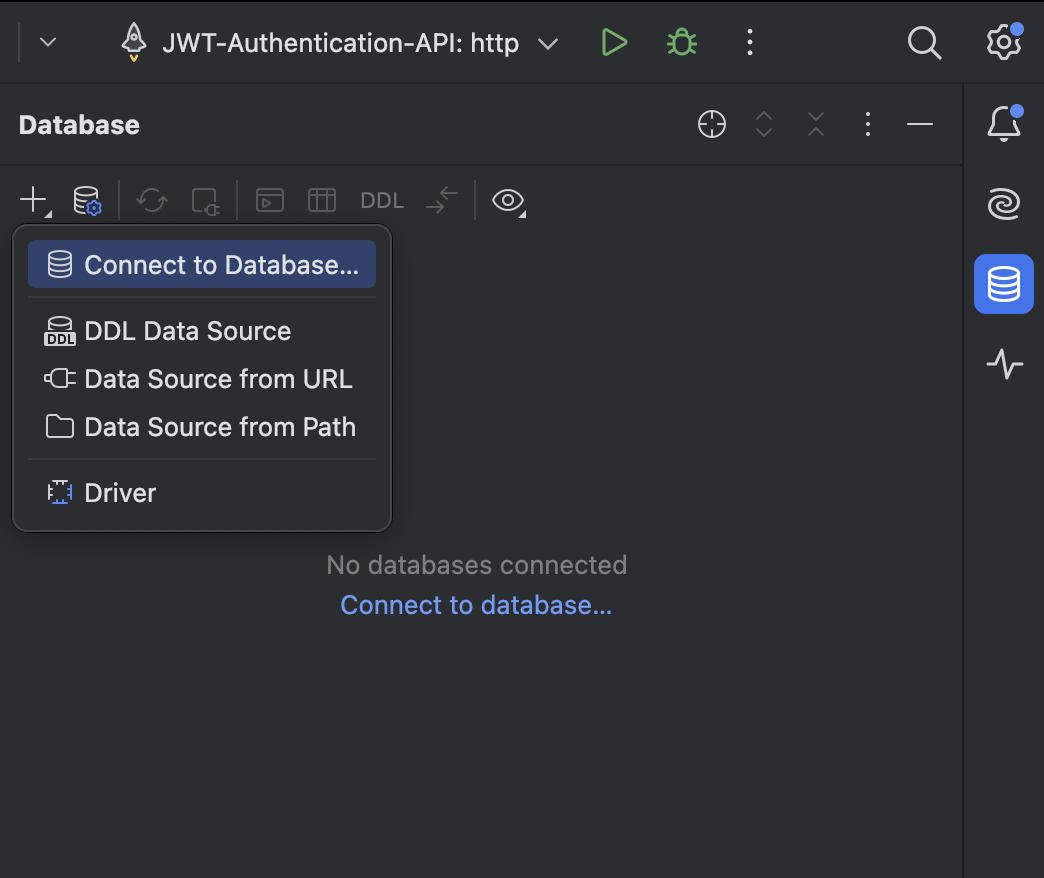 JWT-Authentication-API: http
Database
DDL
Connect to Database...
DDL Data Source
Data Source from URL
Data Source from Path
Driver
No databases connected
Connect to database...